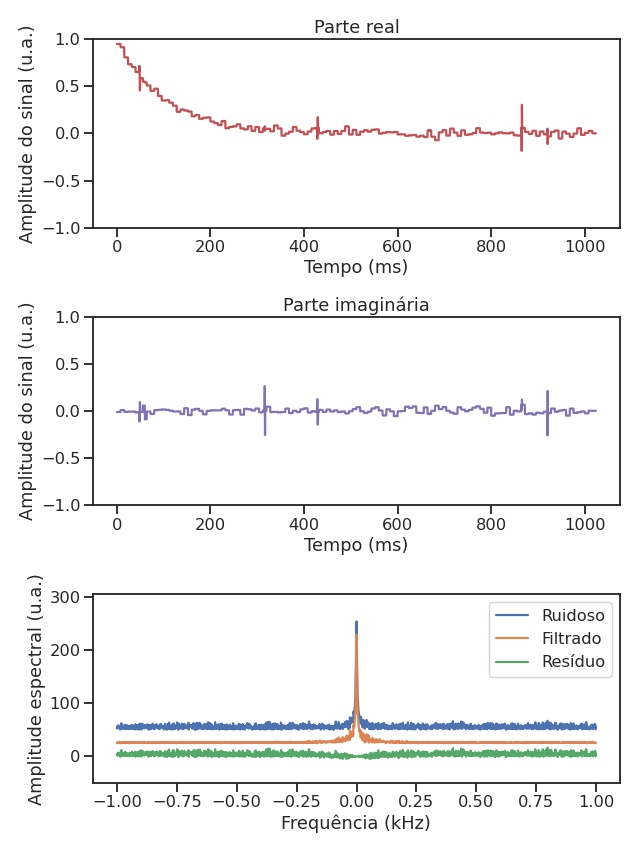 Parte real
Amplitude do sinal (u.a.)
1.0
0.5
0.0
−0.5
−1.0
0 200 400 600 800 1000
Tempo (ms)
Parte imaginária
Amplitude do sinal (u.a.)
1.0
0.5
0.0
−0.5
−1.0
0 200 400 600 800 1000
Tempo (ms)
Amplitude espectral (u.a.)
300
200
100
0
Ruidoso
Filtrado
Resíduo
−1.00 −0.75 −0.50 −0.25 0.00 0.25 0.50 0.75 1.00
Frequência (kHz)